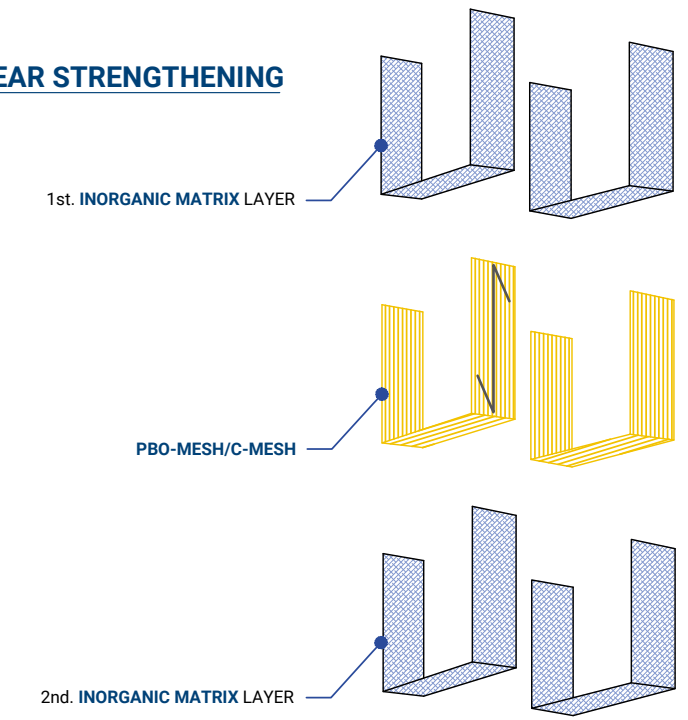 EAR STRENGTHENING
1st. INORGANIC MATRIX LAYER
PBO-MESH/C-MESH
2nd. INORGANIC MATRIX LAYER